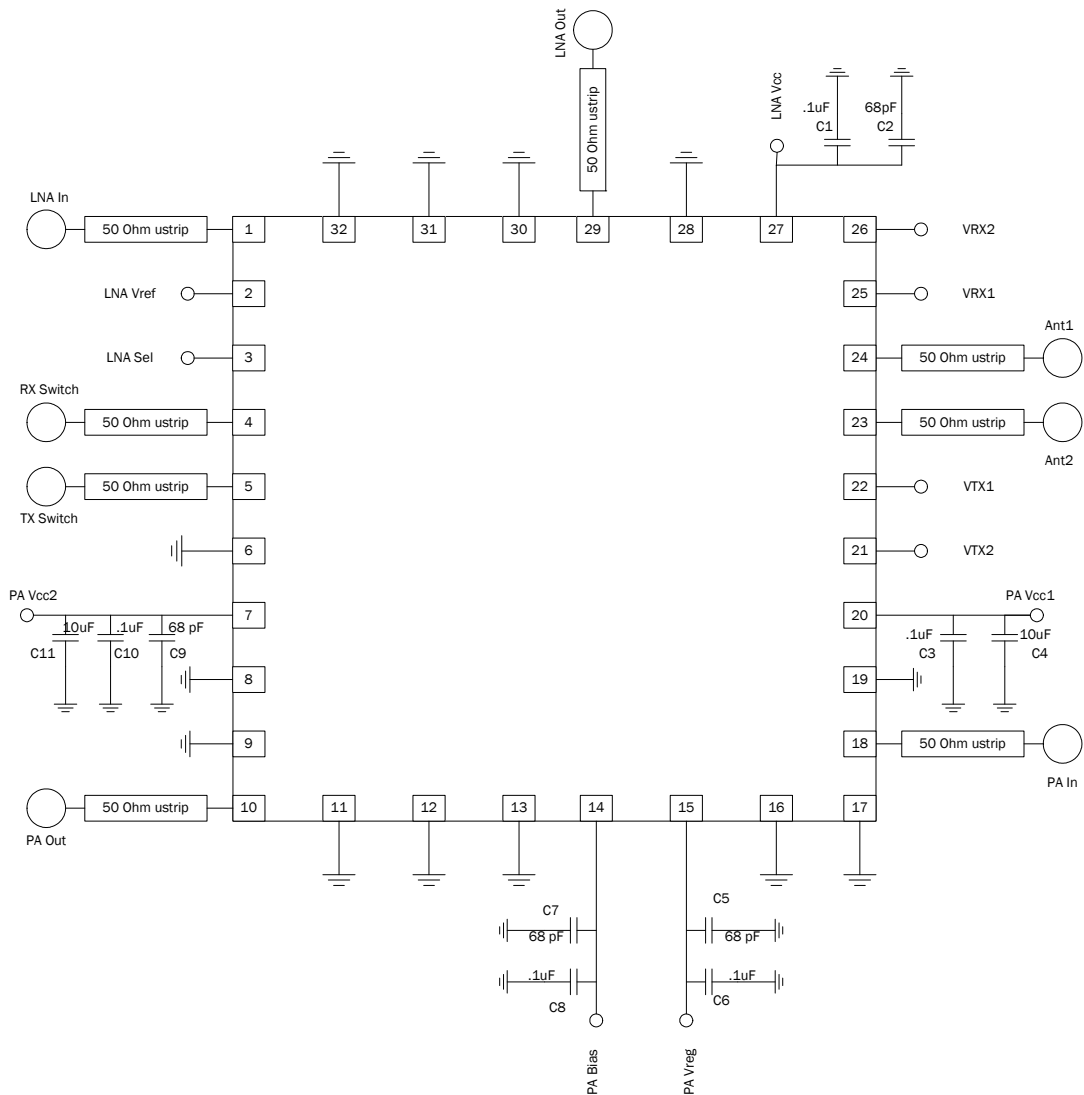 LNA Out
50 Ohm ustrip
LNA Vcc
.1uF
C1
68pF
C2
LNA In
50 Ohm ustrip
1
32
31
30
29
28
27
26
VRX2
LNA Vref
2
25
VRX1
LNA Sel
3
24
50 Ohm ustrip
Ant1
RX Switch
50 Ohm ustrip
4
23
50 Ohm ustrip
Ant2
50 Ohm ustrip
TX Switch
5
22
VTX1
6
21
VTX2
PA Vcc2
7
10uF
C11
.1uF
C10
68 pF
C9
20
PA Vcc1
.1uF
C3
10uF
C4
8
19
9
18
50 Ohm ustrip
PA In
50 Ohm ustrip
PA Out
10
11
12
13
14
15
16
17
C7
68 pF
C5
68 pF
.1uF
C8
.1uF
C6
PA Bias
PA Vreg